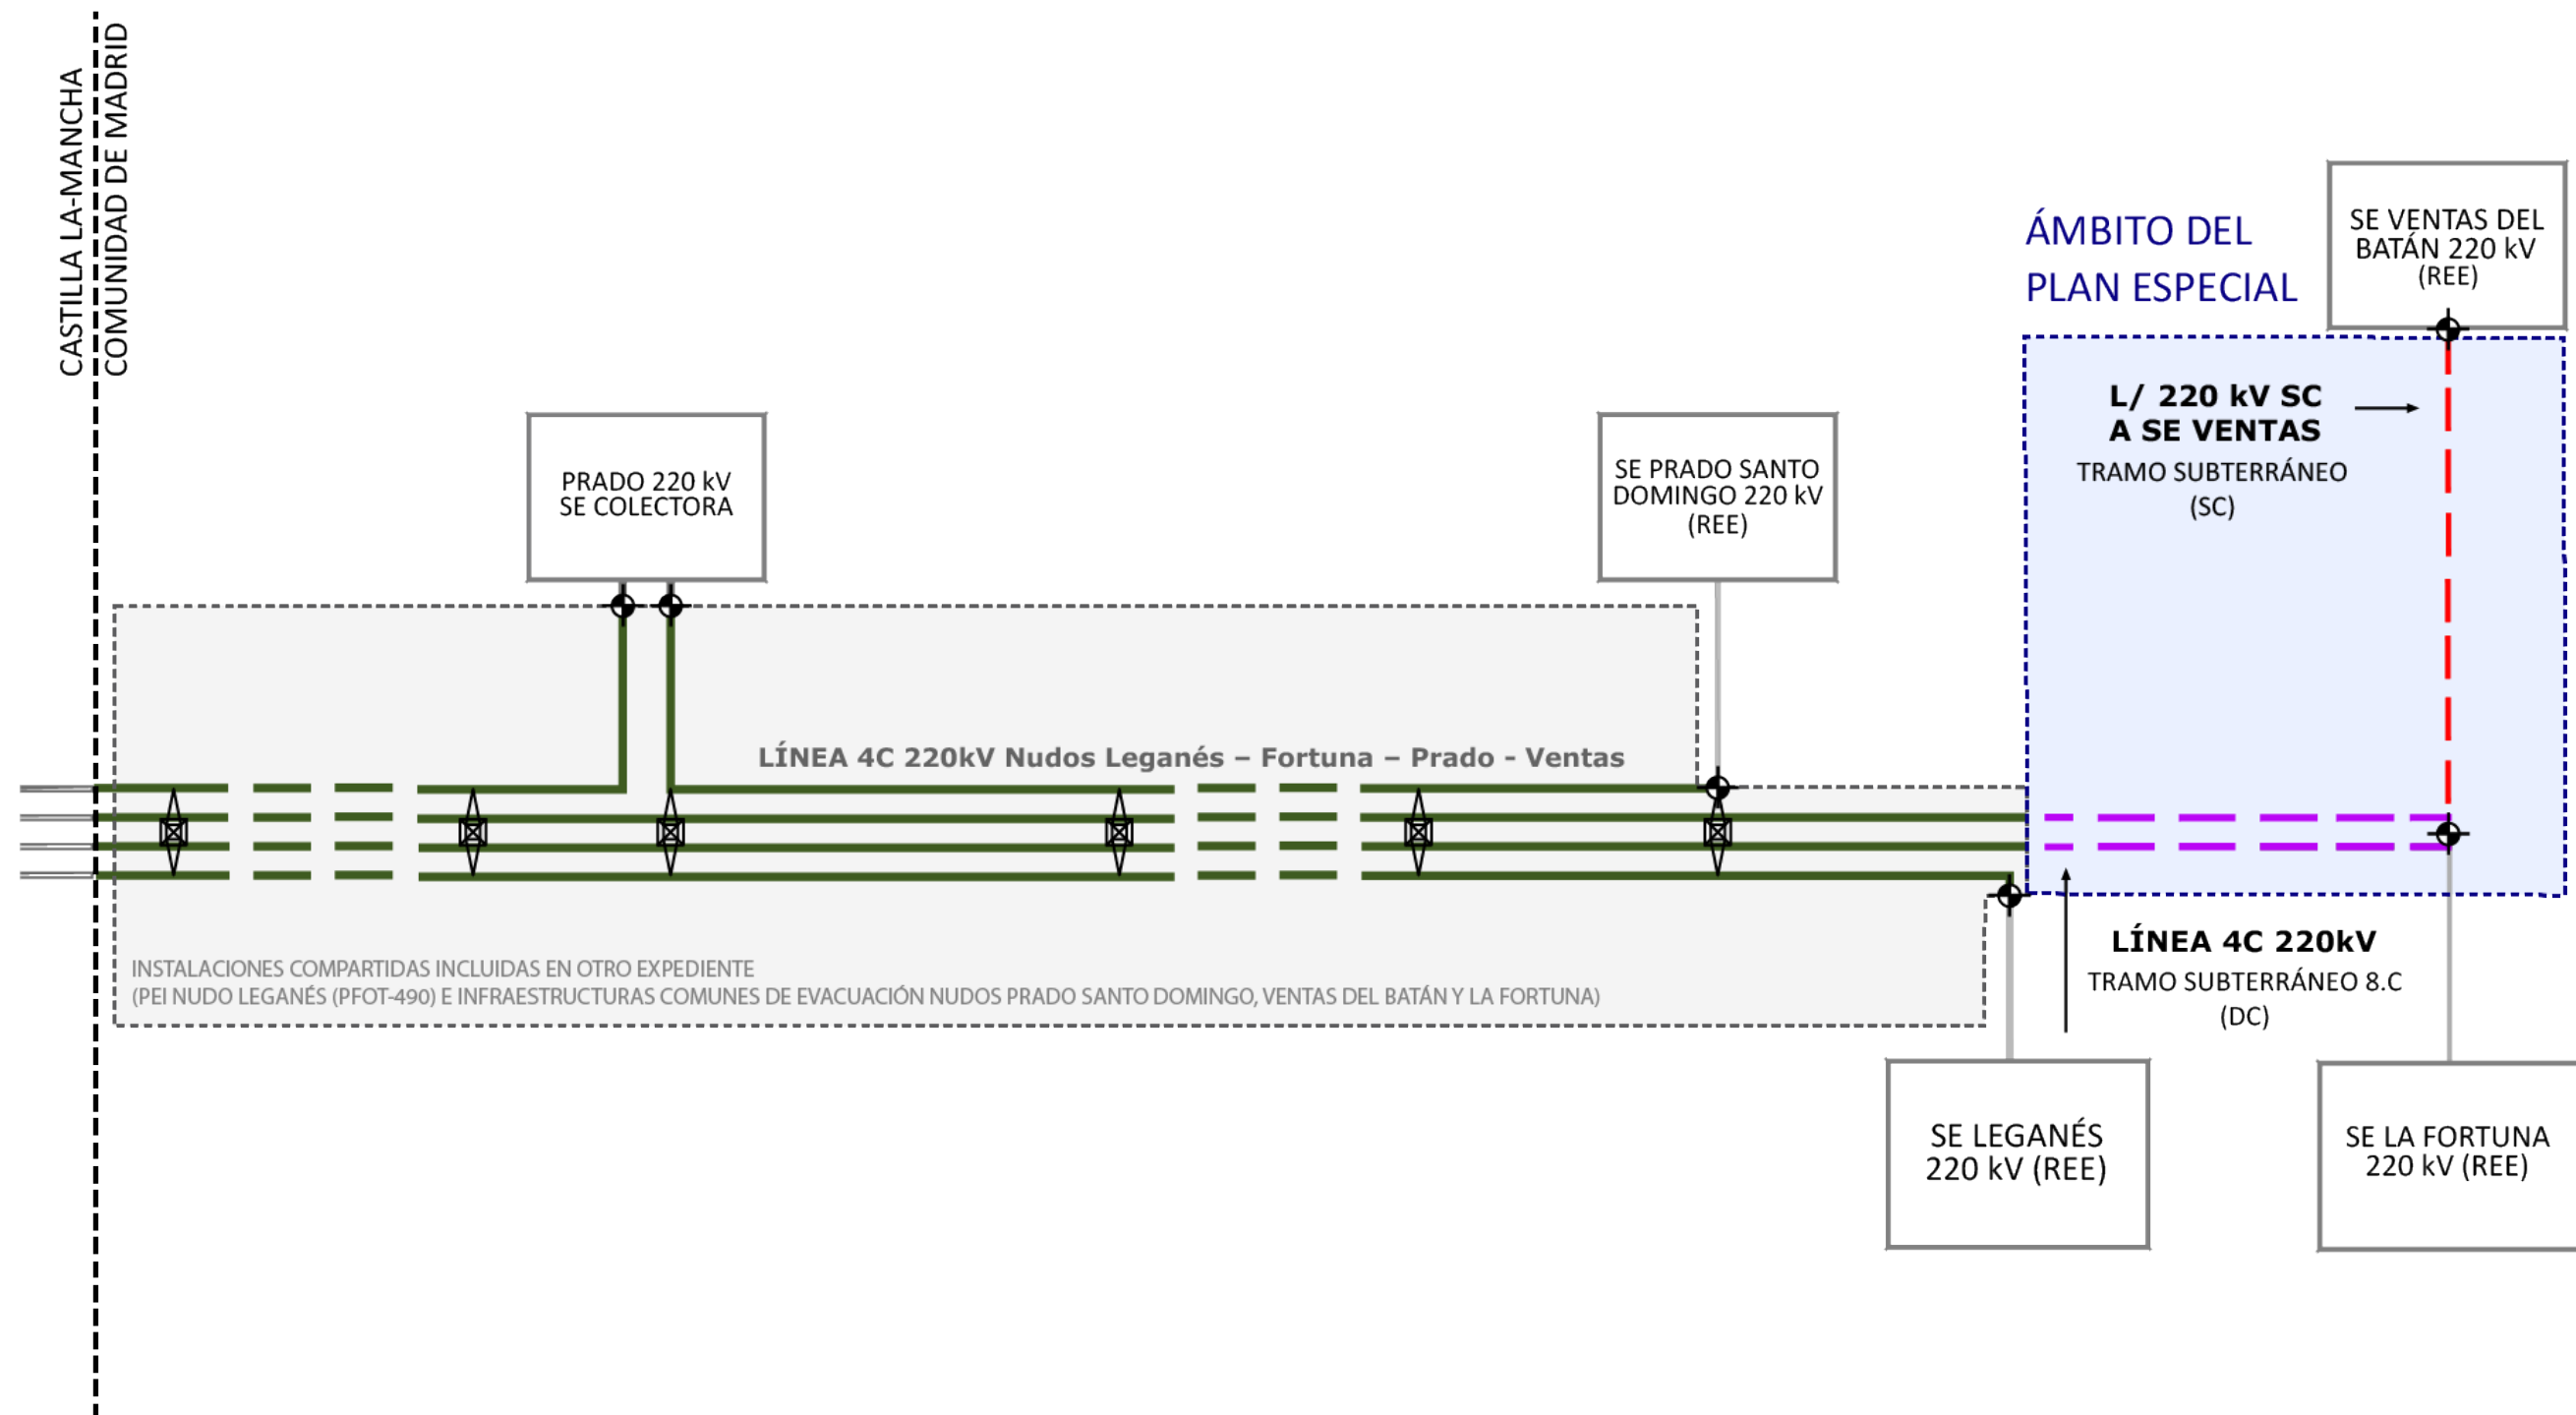 CASTILLA LA-MANCHA
COMUNIDAD DE MADRID
SE VENTAS DEL
BATÁN 220 kV
(REE)
ÁMBITO DEL
PLAN ESPECIAL
L/ 220 kV SC
A SE VENTAS
TRAMO SUBTERRÁNEO
(SC)
PRADO 220 kV
SE COLECTORA
SE PRADO SANTO
DOMINGO 220 kV
(REE)
LÍNEA 4C 220kV Nudos Leganés – Fortuna – Prado - Ventas
INSTALACIONES COMPARTIDAS INCLUIDAS EN OTRO EXPEDIENTE
(PEI NUDO LEGANÉS (PFOT-490) E INFRAESTRUCTURAS COMUNES DE EVACUACIÓN NUDOS PRADO SANTO DOMINGO, VENTAS DEL BATÁN Y LA FORTUNA)
LÍNEA 4C 220kV
TRAMO SUBTERRÁNEO 8.C
(DC)
SE LEGANÉS
220 kV (REE)
SE LA FORTUNA
220 kV (REE)